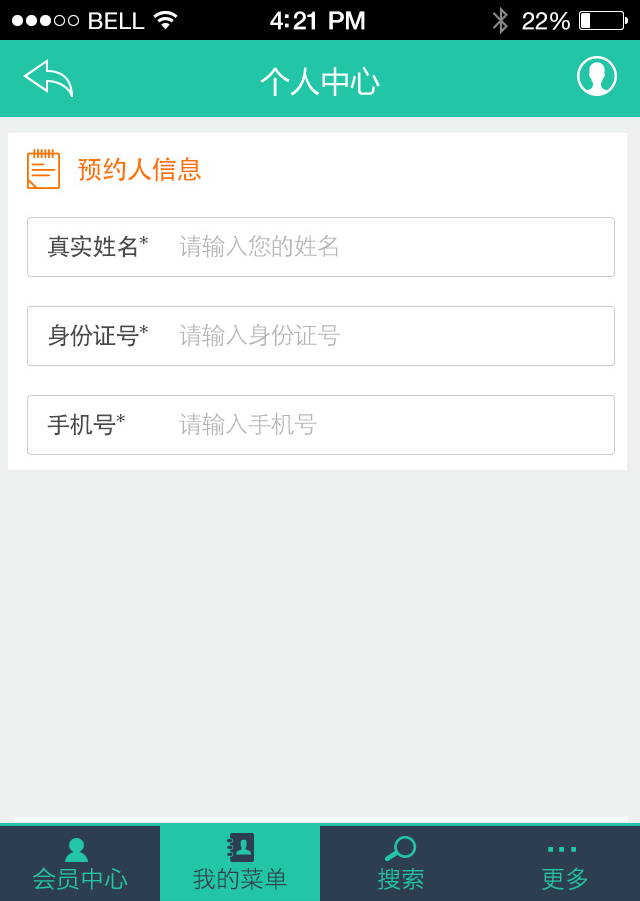 BELL 4:21 PM 22%
个人中心
预约人信息
真实姓名* 请输入您的姓名
身份证号* 请输入身份证号
手机号* 请输入手机号
会员中心 我的菜单 搜索 更多